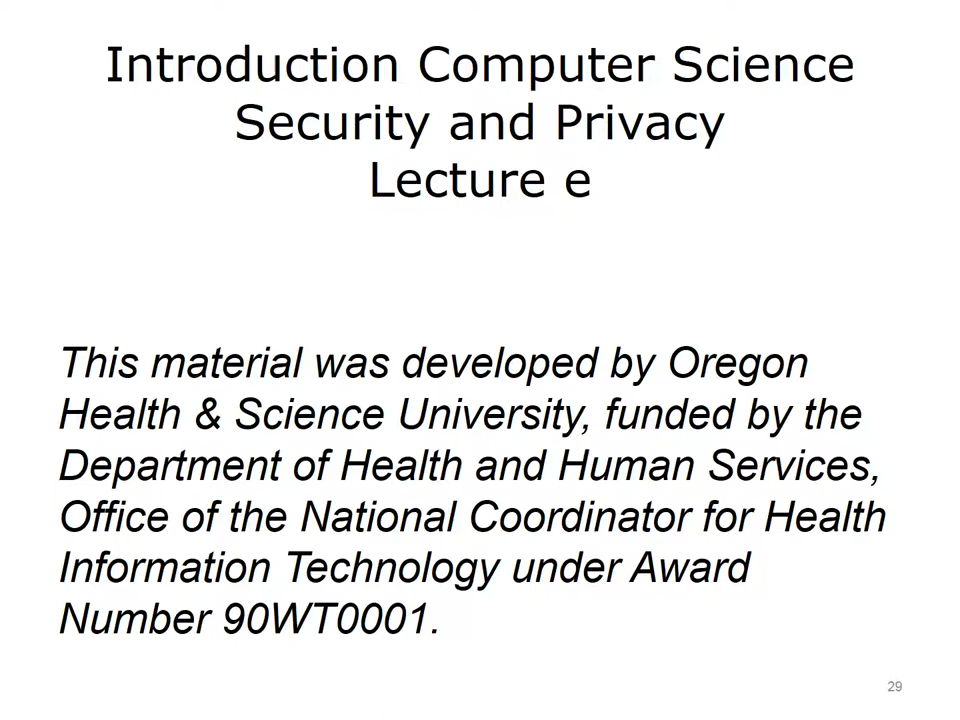 Introduction Computer Science
Security and Privacy
Lecture e
This material was developed by Oregon
Health & Science University, funded by the
Department of Health and Human Services,
Office of the National Coordinator for Health
Information Technology under Award
Number 90WT0001.
29